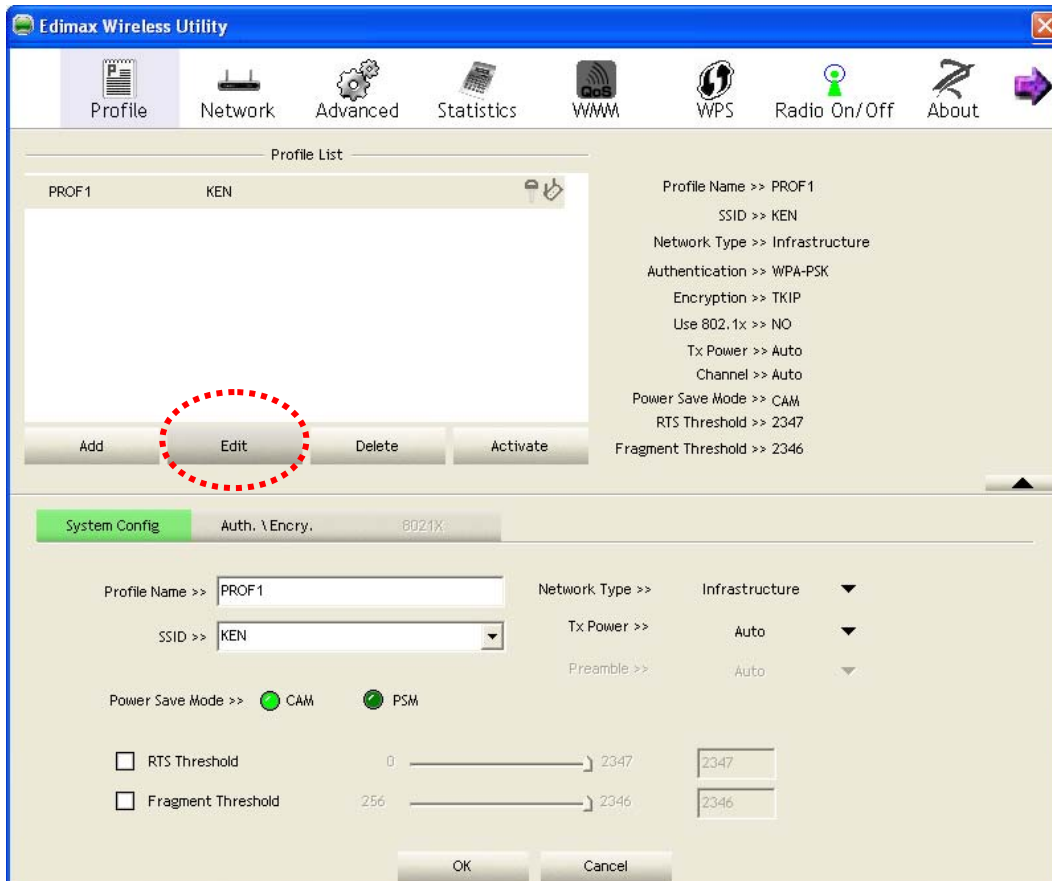 Edimax Wireless Utility
Profile Network Advanced Statistics QoS WMM WPS Radio On/Off About
Profile List
PROF1 KEN
Add Edit Delete Activate
Profile Name >> PROF1
SSID >> KEN
Network Type >> Infrastructure
Authentication >> WPA-PSK
Encryption >> TKIP
Use 802.1x >> NO
Tx Power >> Auto
Channel >> Auto
Power Save Mode >> CAM
RTS Threshold >> 2347
Fragment Threshold >> 2346
System Config Auth. \ Encry. 8021X
Profile Name >> PROF1 Network Type >> Infrastructure
SSID >> KEN Tx Power >> Auto
Preamble >> Auto
Power Save Mode >> CAM PSM
RTS Threshold 0 2347 2347
Fragment Threshold 256 2346 2346
OK Cancel